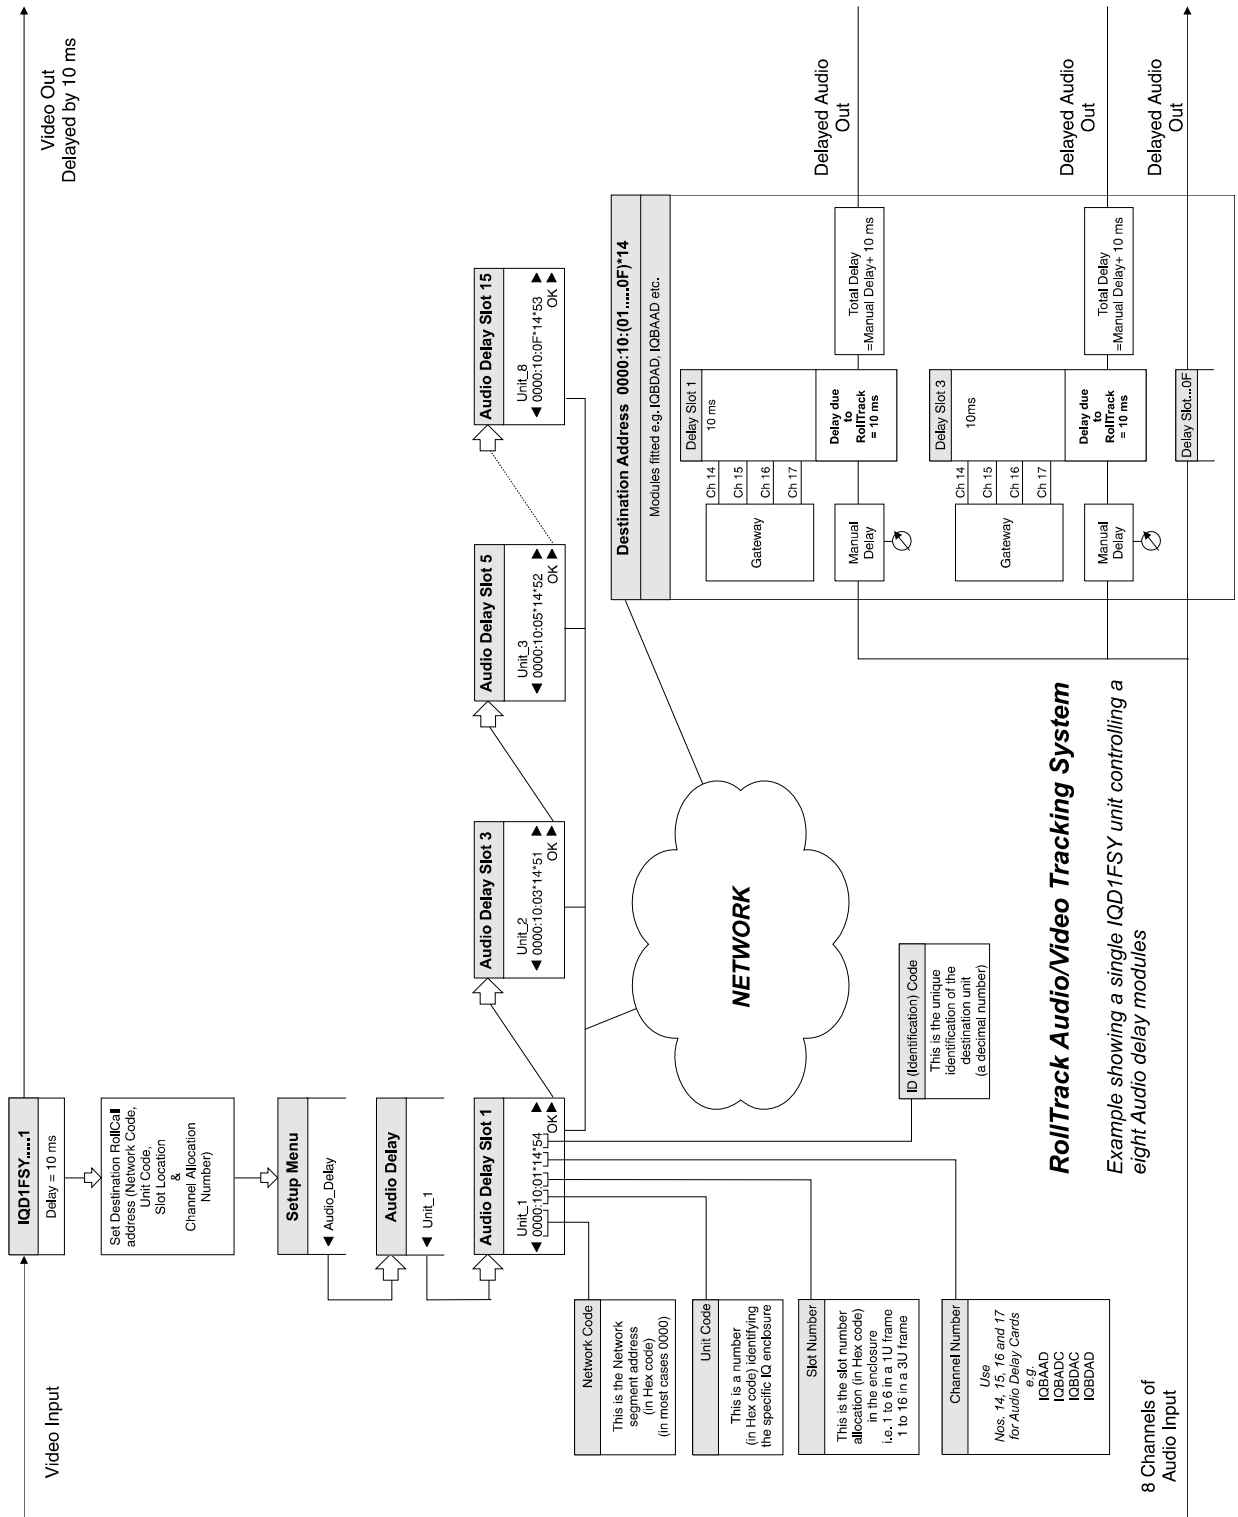 Video Input
IQD1FSY.....1
Delay = 10 ms
Video Out
Delayed by 10 ms
Set Destination RollCall
address (Network Code,
Unit Code,
Slot Location
&
Channel Allocation
Number)
Setup Menu
◀ Audio_Delay
Audio Delay
◀ Unit_1
Audio Delay Slot 1
Unit_1
◀ 0000:10:01*14*54 ▶
OK ▶
Audio Delay Slot 3
Unit_2
◀ 0000:10:03*14*51 ▶
OK ▶
Audio Delay Slot 5
Unit_3
◀ 0000:10:05*14*52 ▶
OK ▶
Audio Delay Slot 15
Unit_8
◀ 0000:10:0F*14*53 ▶
OK ▶
Network Code
This is the Network
segment address
(in Hex code)
(in most cases 0000)
Unit Code
This is a number
(in Hex code) identifying
the specific IQ enclosure
Slot Number
This is the slot number
allocation (in Hex code)
in the enclosure
i.e. 1 to 6 in a 1U frame
1 to 16 in a 3U frame
Channel Number
Use
Nos. 14, 15, 16 and 17
for Audio Delay Cards
e.g.
IQBAAD
IQBADC
IQBDAC
IQBDAD
ID (Identification) Code
This is the unique
identification of the
destination unit
(a decimal number)
NETWORK
Destination Address 0000:10:(01.....0F)*14
Modules fitted e.g. IQBDAD, IQBAAD etc.
Delay Slot 1
10 ms
Ch 14
Ch 15
Ch 16
Ch 17
Gateway
Manual
Delay
Delay due
to
RollTrack
= 10 ms
Total Delay
=Manual Delay+ 10 ms
Delayed Audio
Out
Delay Slot 3
10ms
Ch 14
Ch 15
Ch 16
Ch 17
Gateway
Manual
Delay
Delay due
to
RollTrack
= 10 ms
Total Delay
=Manual Delay+ 10 ms
Delayed Audio
Out
Delay Slot...0F
Delayed Audio
Out
RollTrack Audio/Video Tracking System
Example showing a single IQD1FSY unit controlling a
eight Audio delay modules
8 Channels of
Audio Input